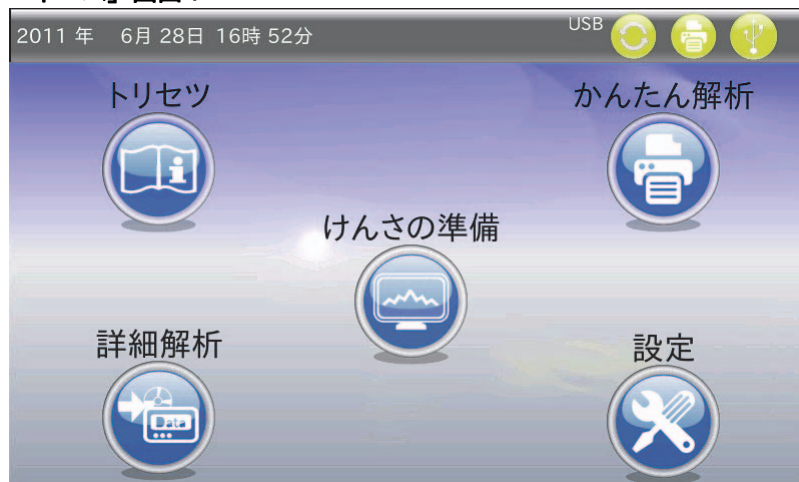 2011 年 6月 28日 16時 52分
USB
トリセツ
かんたん解析
けんさの準備
詳細解析
Data
設定